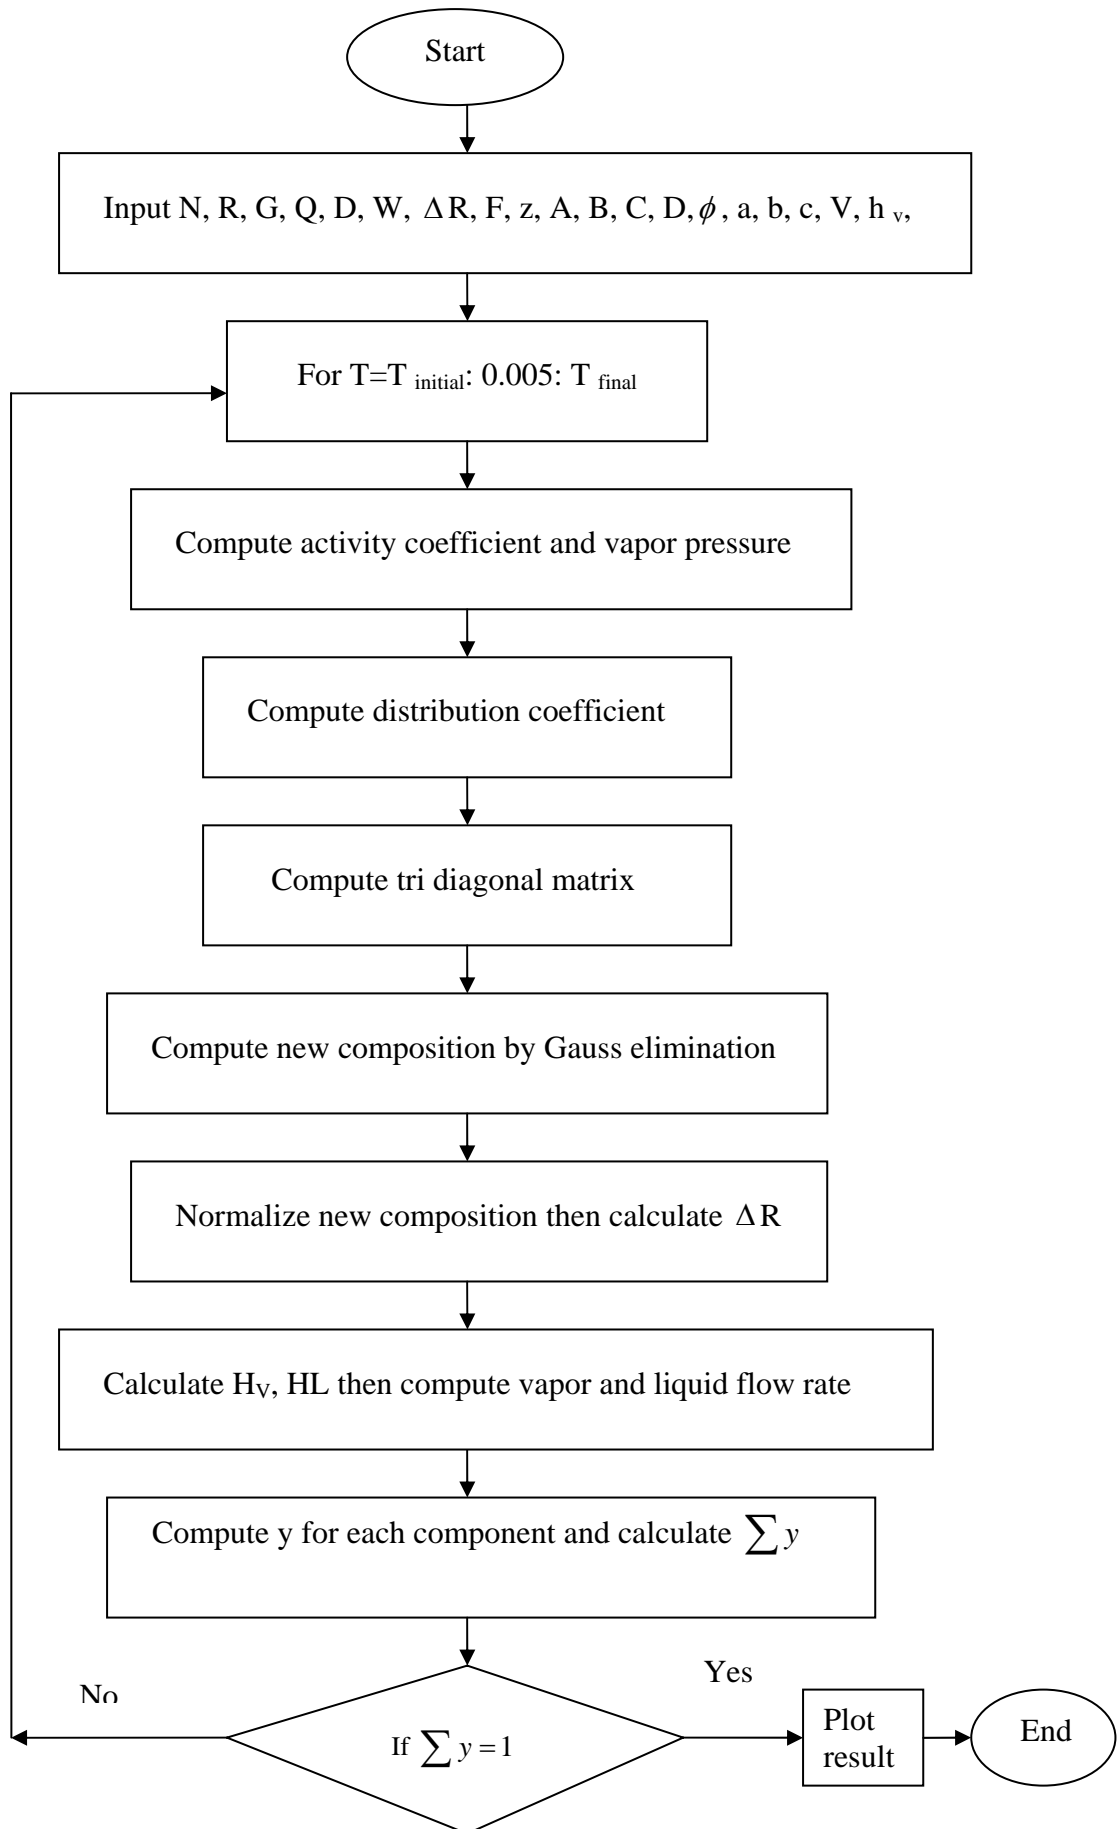 Start
Input N, R, G, Q, D, W, ΔR, F, z, A, B, C, D, ϕ, a, b, c, V, h v,
For T=T initial: 0.005: T final
Compute activity coefficient and vapor pressure
Compute distribution coefficient
Compute tri diagonal matrix
Compute new composition by Gauss elimination
Normalize new composition then calculate ΔR
Calculate HV, HL then compute vapor and liquid flow rate
Compute y for each component and calculate ∑ y
No
Yes
If ∑ y = 1
Plot
result
End